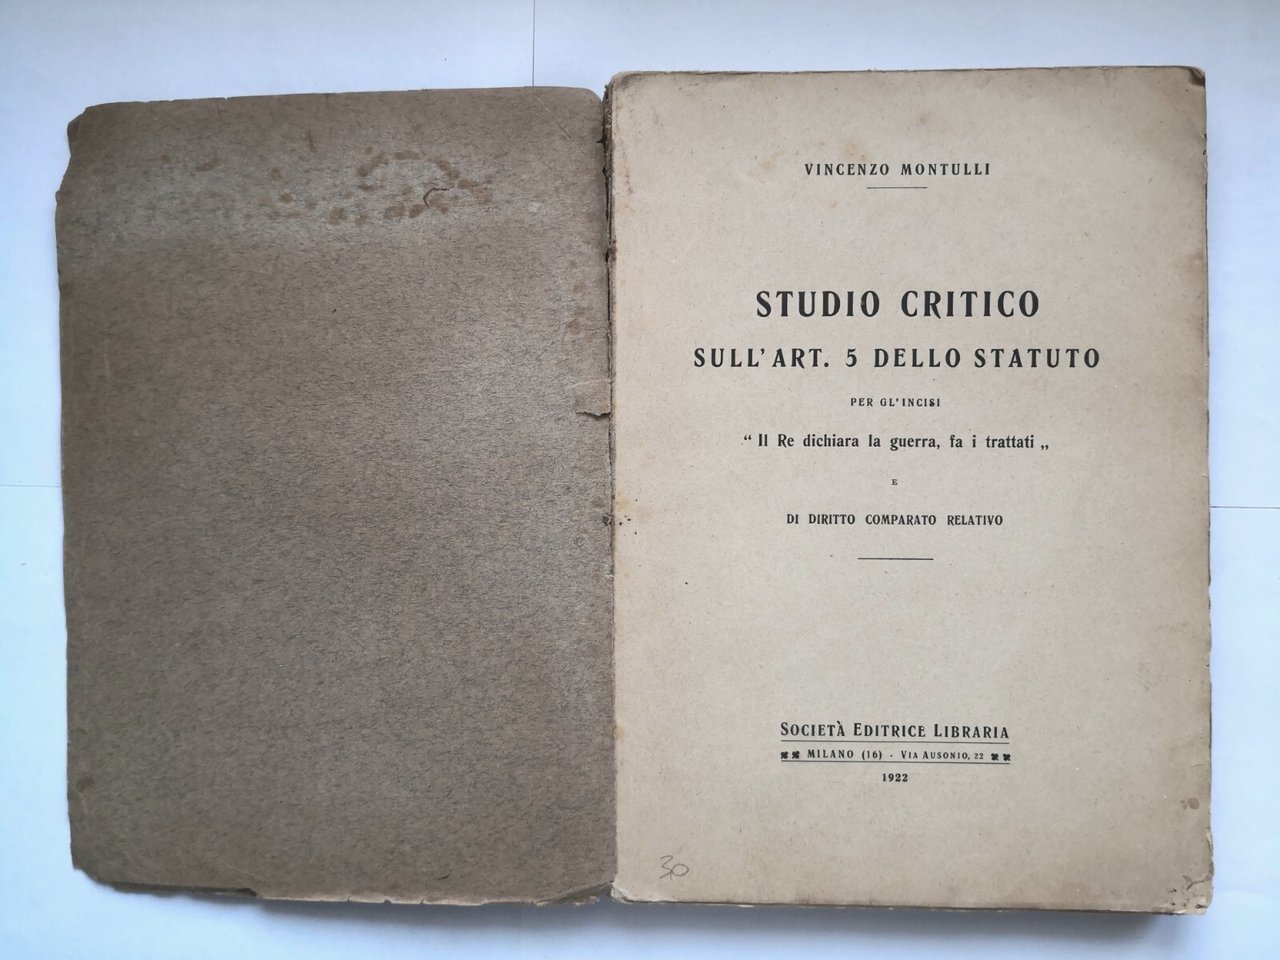 VINCENZO MONTULLI
STUDIO CRITICO
SULL' ART. 5 DELLO STATUTO
PER GL'INCISI
“ Il Re dichiara la guerra, fa i trattati „
E
DI DIRITTO COMPARATO RELATIVO
SOCIETÀ EDITRICE LIBRARIA
MILANO (16) - VIA AUSONIO, 22
1922
30